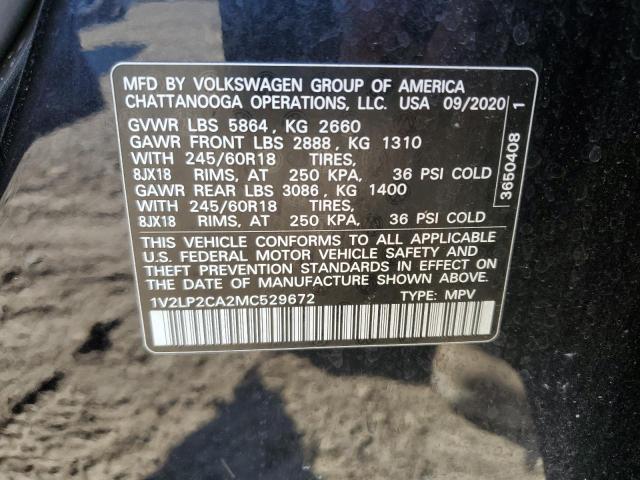 MFD BY VOLKSWAGEN GROUP OF AMERICA
CHATTANOOGA OPERATIONS, LLC. USA 09/2020
GVWR LBS 5864, KG 2660
GAWR FRONT LBS 2888, KG 1310
WITH 245/60R18 TIRES,
8JX18 RIMS, AT 250 KPA, 36 PSI COLD
GAWR REAR LBS 3086, KG 1400
WITH 245/60R18 TIRES,
8JX18 RIMS, AT 250 KPA, 36 PSI COLD
THIS VEHICLE CONFORMS TO ALL APPLICABLE
U.S. FEDERAL MOTOR VEHICLE SAFETY AND
THEFT PREVENTION STANDARDS IN EFFECT ON
THE DATE OF MANUFACTURE SHOWN ABOVE.
1V2LP2CA2MC529672 TYPE: MPV
3650408 1